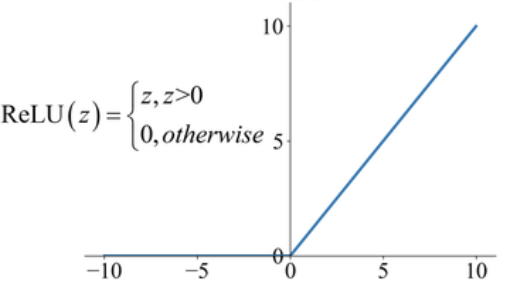 10
ReLU(z)={z, z>0
0, otherwise
5
0
−10 −5 0 5 10